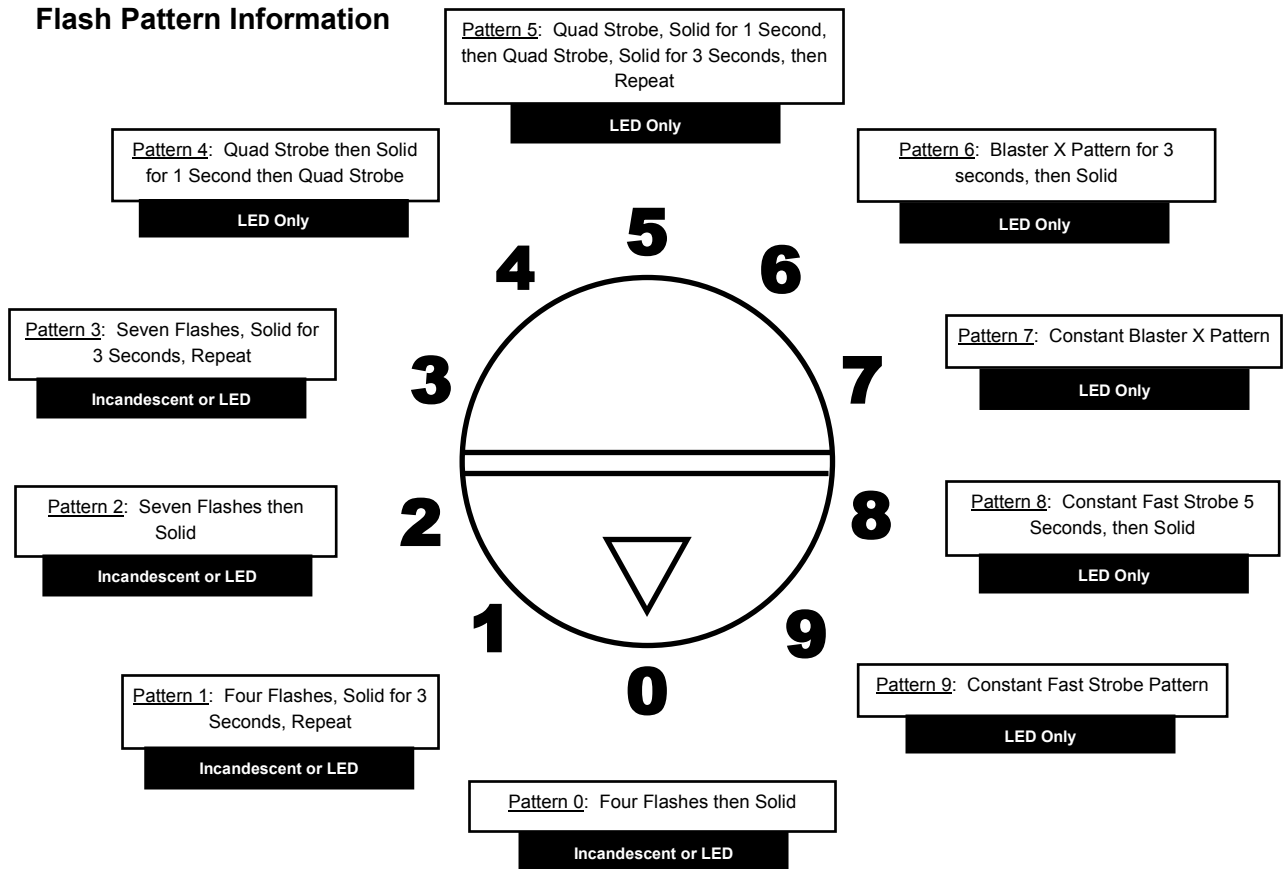 Flash Pattern Information
Pattern 5: Quad Strobe, Solid for 1 Second,
then Quad Strobe, Solid for 3 Seconds, then
Repeat
LED Only
Pattern 4: Quad Strobe then Solid
for 1 Second then Quad Strobe
LED Only
Pattern 6: Blaster X Pattern for 3
seconds, then Solid
LED Only
5
4
6
Pattern 3: Seven Flashes, Solid for
3 Seconds, Repeat
Incandescent or LED
3
7
Pattern 7: Constant Blaster X Pattern
LED Only
Pattern 2: Seven Flashes then
Solid
Incandescent or LED
2
8
Pattern 8: Constant Fast Strobe 5
Seconds, then Solid
LED Only
1
9
0
Pattern 1: Four Flashes, Solid for 3
Seconds, Repeat
Incandescent or LED
Pattern 9: Constant Fast Strobe Pattern
LED Only
Pattern 0: Four Flashes then Solid
Incandescent or LED